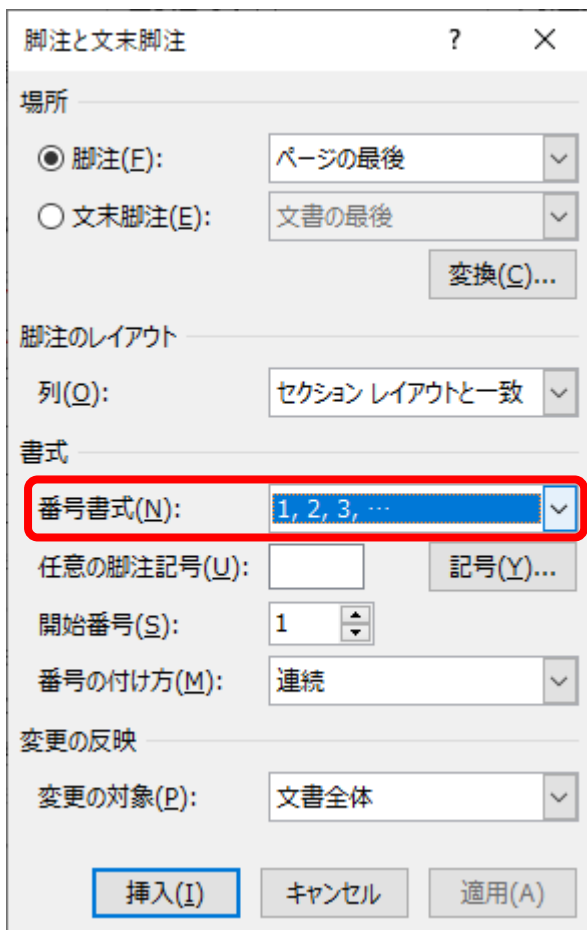 脚注と文末脚注 ?
場所
脚注(F): ページの最後
文末脚注(E): 文書の最後
変換(C)...
脚注のレイアウト
列(O): セクション レイアウトと一致
書式
番号書式(N): 1, 2, 3, …
任意の脚注記号(U): 記号(Y)...
開始番号(S): 1
番号の付け方(M): 連続
変更の反映
変更の対象(P): 文書全体
挿入(I) キャンセル 適用(A)